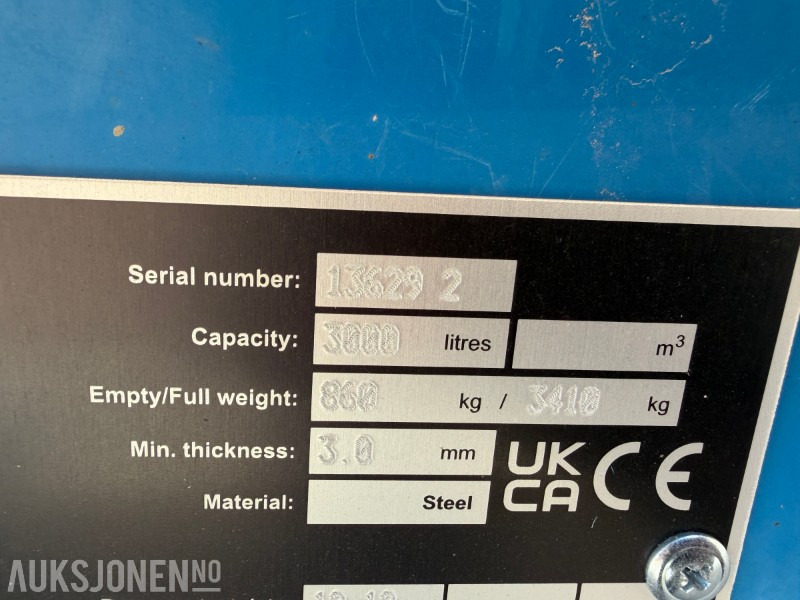 Serial number: 13629 2
Capacity: 3000 litres m³
Empty/Full weight: 860 kg / 3410 kg
Min. thickness: 3.0 mm
Material: Steel
UK
CA CE
AUKSJONEN.NO